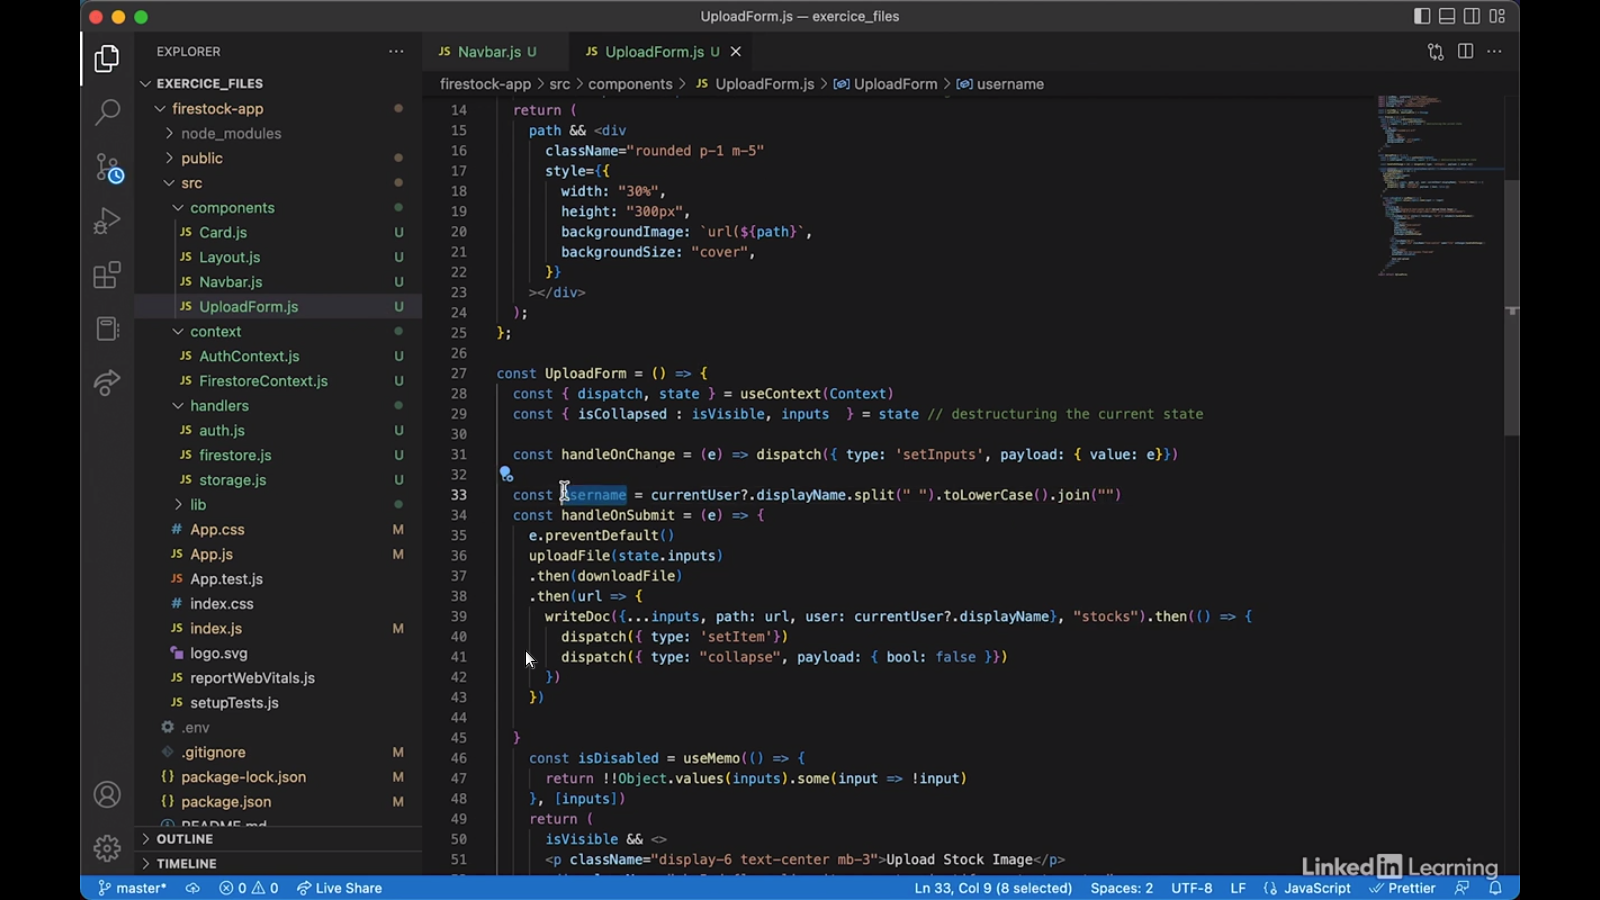 UploadForm.js — exercice_files
EXPLORER
Navbar.js U
UploadForm.js U
EXERCICE_FILES
firestock-app > src > components > JS UploadForm.js > UploadForm > username
firestock-app
node_modules
public
src
components
JS Card.js U
JS Layout.js U
JS Navbar.js U
JS UploadForm.js U
context
JS AuthContext.js U
JS FirestoreContext.js U
handlers
JS auth.js U
JS firestore.js U
JS storage.js U
lib
# App.css M
JS App.js M
JS App.test.js
# index.css
JS index.js M
logo.svg
JS reportWebVitals.js
JS setupTests.js
.env
.gitignore M
{} package-lock.json M
{} package.json M
README.md
OUTLINE
TIMELINE
14 return (
15 path && <div
16 className="rounded p-1 m-5"
17 style={{
18 width: "30%",
19 height: "300px",
20 backgroundImage: `url(${path}`,
21 backgroundSize: "cover",
22 }}
23 ></div>
24 );
25 };
26
27 const UploadForm = () => {
28 const { dispatch, state } = useContext(Context)
29 const { isCollapsed : isVisible, inputs } = state // destructuring the current state
30
31 const handleOnChange = (e) => dispatch({ type: 'setInputs', payload: { value: e}})
32
33 const username = currentUser?.displayName.split(" ").toLowerCase().join("")
34 const handleOnSubmit = (e) => {
35 e.preventDefault()
36 uploadFile(state.inputs)
37 .then(downloadFile)
38 .then(url => {
39 writeDoc({...inputs, path: url, user: currentUser?.displayName}, "stocks").then(() => {
40 dispatch({ type: 'setItem'})
41 dispatch({ type: "collapse", payload: { bool: false }})
42 })
43 })
44
45 }
46 const isDisabled = useMemo(() => {
47 return !!Object.values(inputs).some(input => !input)
48 }, [inputs])
49 return (
50 isVisible && <>
51 <p className="display-6 text-center mb-3">Upload Stock Image</p>
LinkedIn Learning
master* 0 0 Live Share
Ln 33, Col 9 (8 selected) Spaces: 2 UTF-8 LF {} JavaScript Prettier